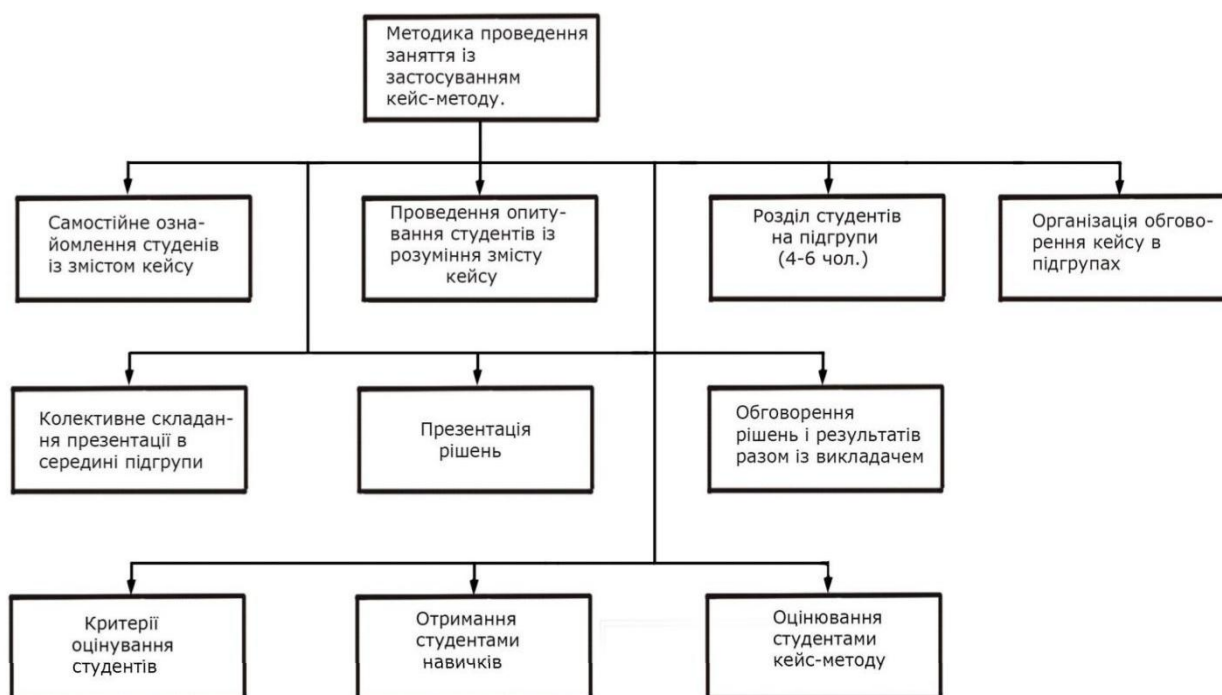 Методика проведення
заняття із
застосуванням
кейс-методу.
Самостійне озна-
йомлення студенів
із змістом кейсу
Проведення опиту-
вання студентів із
розуміння змісту
кейсу
Розділ студентів
на підгрупи
(4-6 чол.)
Організація обгово-
рення кейсу в
підгрупах
Колективне складан-
ня презентації в
середині підгрупи
Презентація
рішень
Обговорення
рішень і результатів
разом із викладачем
Критерії
оцінування
студентів
Отримання
студентами
навичків
Оцінювання
студентами
кейс-методу